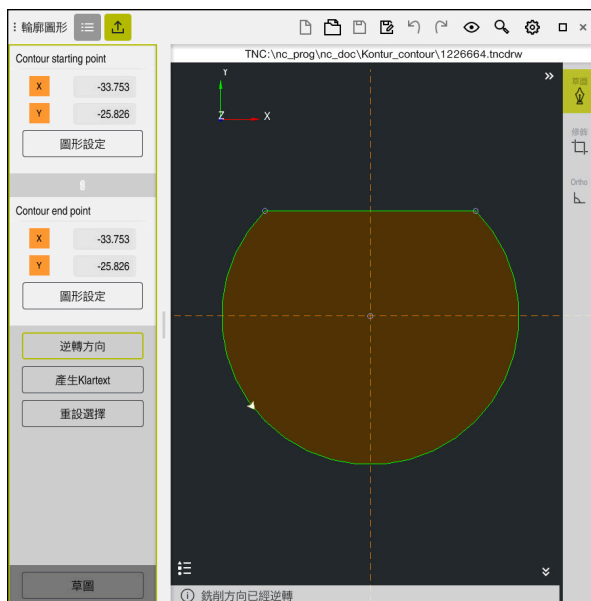 輪廓圖形
TNC:\nc_prog\nc_doc\Kontur_contour\1226664.tncdrw
Contour starting point
X -33.753
Y -25.826
圖形設定
Contour end point
X -33.753
Y -25.826
圖形設定
逆轉方向
產生Klartext
重設選擇
草圖
Y
Z
X
草圖
修剪
Ortho
銑削方向已經逆轉